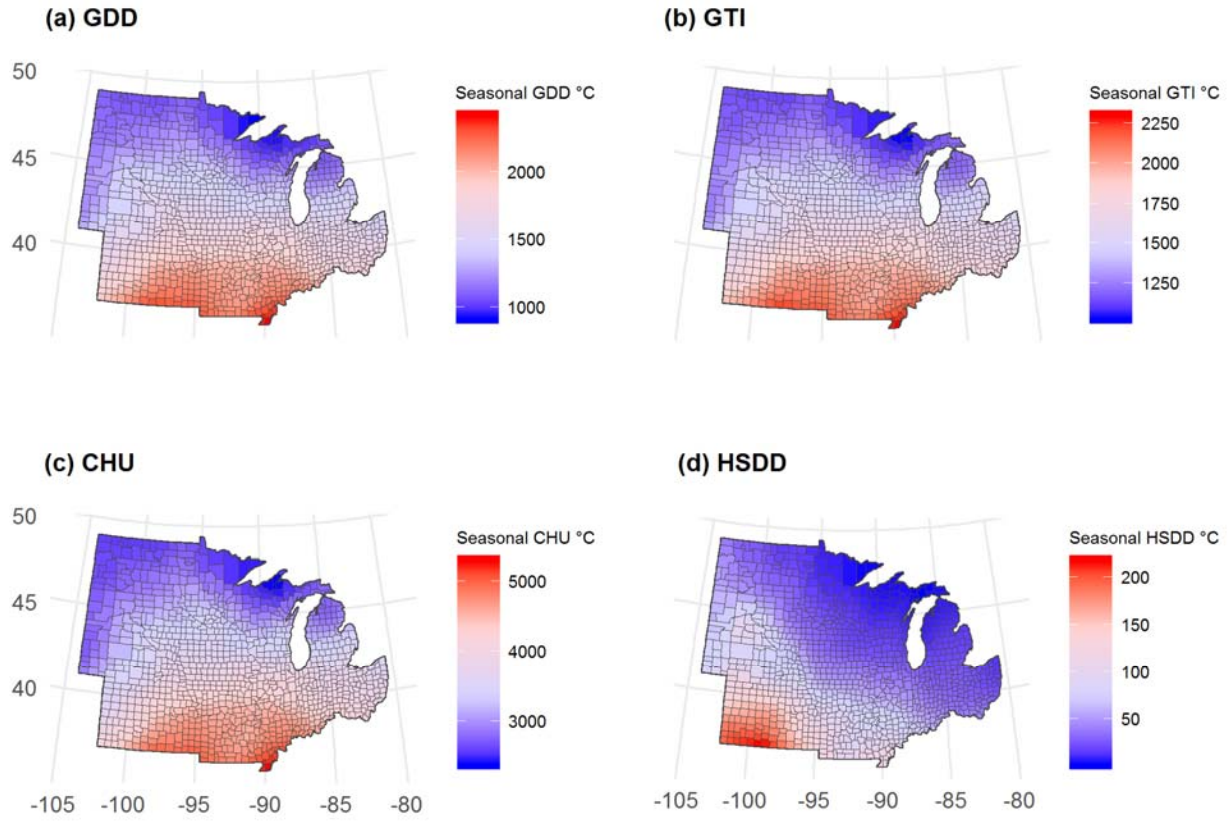 (a) GDD
(b) GTI
50
45
40
Seasonal GDD °C
2000
1500
1000
Seasonal GTI °C
2250
2000
1750
1500
1250
(c) CHU
(d) HSDD
50
45
40
Seasonal CHU °C
5000
4000
3000
Seasonal HSDD °C
200
150
100
50
-105 -100 -95 -90 -85 -80
-105 -100 -95 -90 -85 -80